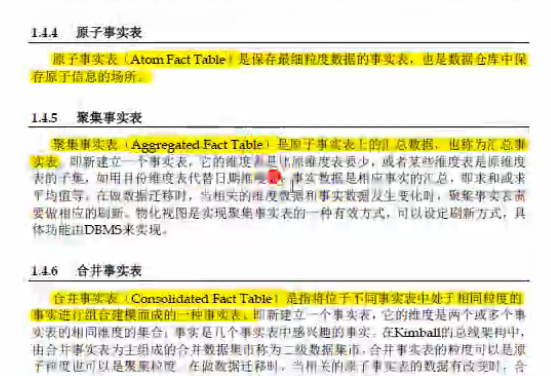 1.4.4 原子事实表
原子事实表（Atom Fact Table）是保存最细粒度数据的事实表，也是数据仓库中保
存原子信息的场所。
1.4.5 聚集事实表
聚集事实表（Aggregated Fact Table）是原子事实表上的汇总数据，也称为汇总事
实表。即新建立一个事实表，它的维度表是比原维度表要少，或者某些维度表是原维度
表的子集，如用月份维度表代替日期维度表；事实数据是相应事实的汇总，即求和或求
平均值等。在做数据迁移时，当相关的维度数据和事实数据发生变化时，聚集事实表需
要做相应的刷新。物化视图是实现聚集事实表的一种有效方式，可以设定刷新方式，具
体功能由DBMS来实现。
1.4.6 合并事实表
合并事实表（Consolidated Fact Table）是指将位于不同事实表中处于相同粒度的
事实进行组合建模而成的一种事实表。即新建立一个事实，它的维度是两个或多个事
实表的相同维度的集合；事实是几个事实表中感兴趣的事实。在Kimball的总线架构中，
由合并事实表为主组成的合并数据集市称为二级数据集市。合并事实表的粒度可以是原
子粒度也可以是聚集粒度。在做数据迁移时，当相关的原子事实表的数据有改变时，合